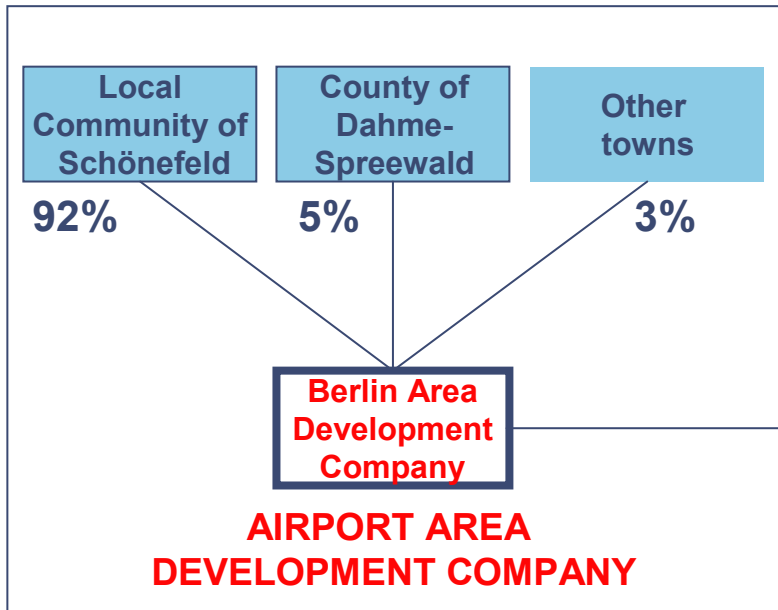 Local
Community of
Schönefeld
County of
Dahme-
Spreewald
Other
towns
92%
5%
3%
Berlin Area
Development
Company
AIRPORT AREA
DEVELOPMENT COMPANY